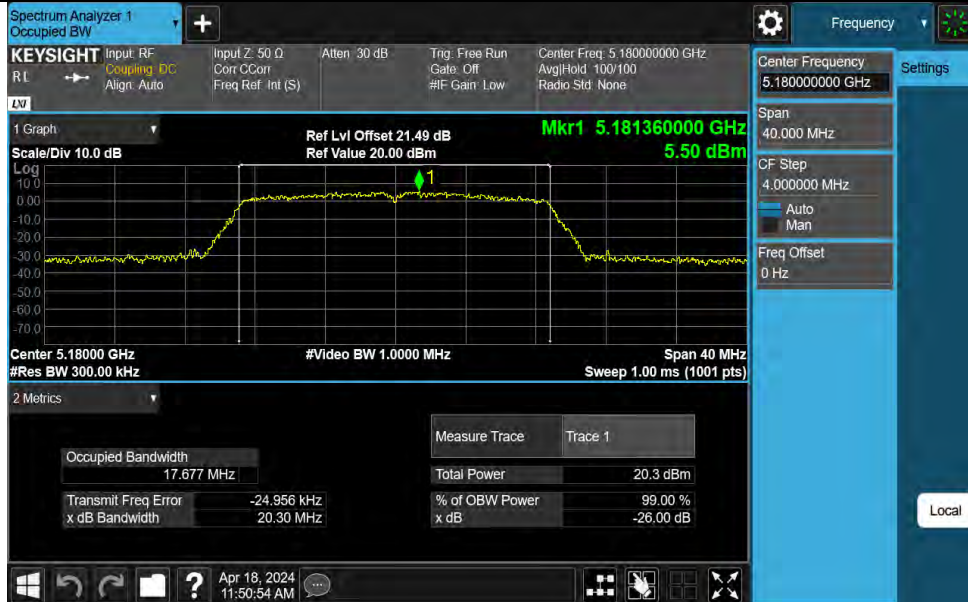 Spectrum Analyzer 1
Occupied BW
Frequency
KEYSIGHT
Input: RF
Coupling: DC
Align: Auto
Input Z: 50 Ω
Corr CCorr
Freq Ref: Int (S)
Atten: 30 dB
Trig: Free Run
Gate: Off
#IF Gain: Low
Center Freq: 5.180000000 GHz
Avg|Hold: 100/100
Radio Std: None
LXI
1 Graph
Scale/Div 10.0 dB
Ref Lvl Offset 21.49 dB
Ref Value 20.00 dBm
Mkr1 5.181360000 GHz
5.50 dBm
Log
10.0
0.00
-10.0
-20.0
-30.0
-40.0
-50.0
-60.0
-70.0
1
Center 5.18000 GHz
#Video BW 1.0000 MHz
Span 40 MHz
#Res BW 300.00 kHz
Sweep 1.00 ms (1001 pts)
2 Metrics
Measure Trace
Trace 1
Occupied Bandwidth
17.677 MHz
Total Power
20.3 dBm
Transmit Freq Error
-24.956 kHz
% of OBW Power
99.00 %
x dB Bandwidth
20.30 MHz
x dB
-26.00 dB
Center Frequency
5.180000000 GHz
Settings
Span
40.000 MHz
CF Step
4.000000 MHz
Auto
Man
Freq Offset
0 Hz
Local
?
Apr 18, 2024
11:50:54 AM